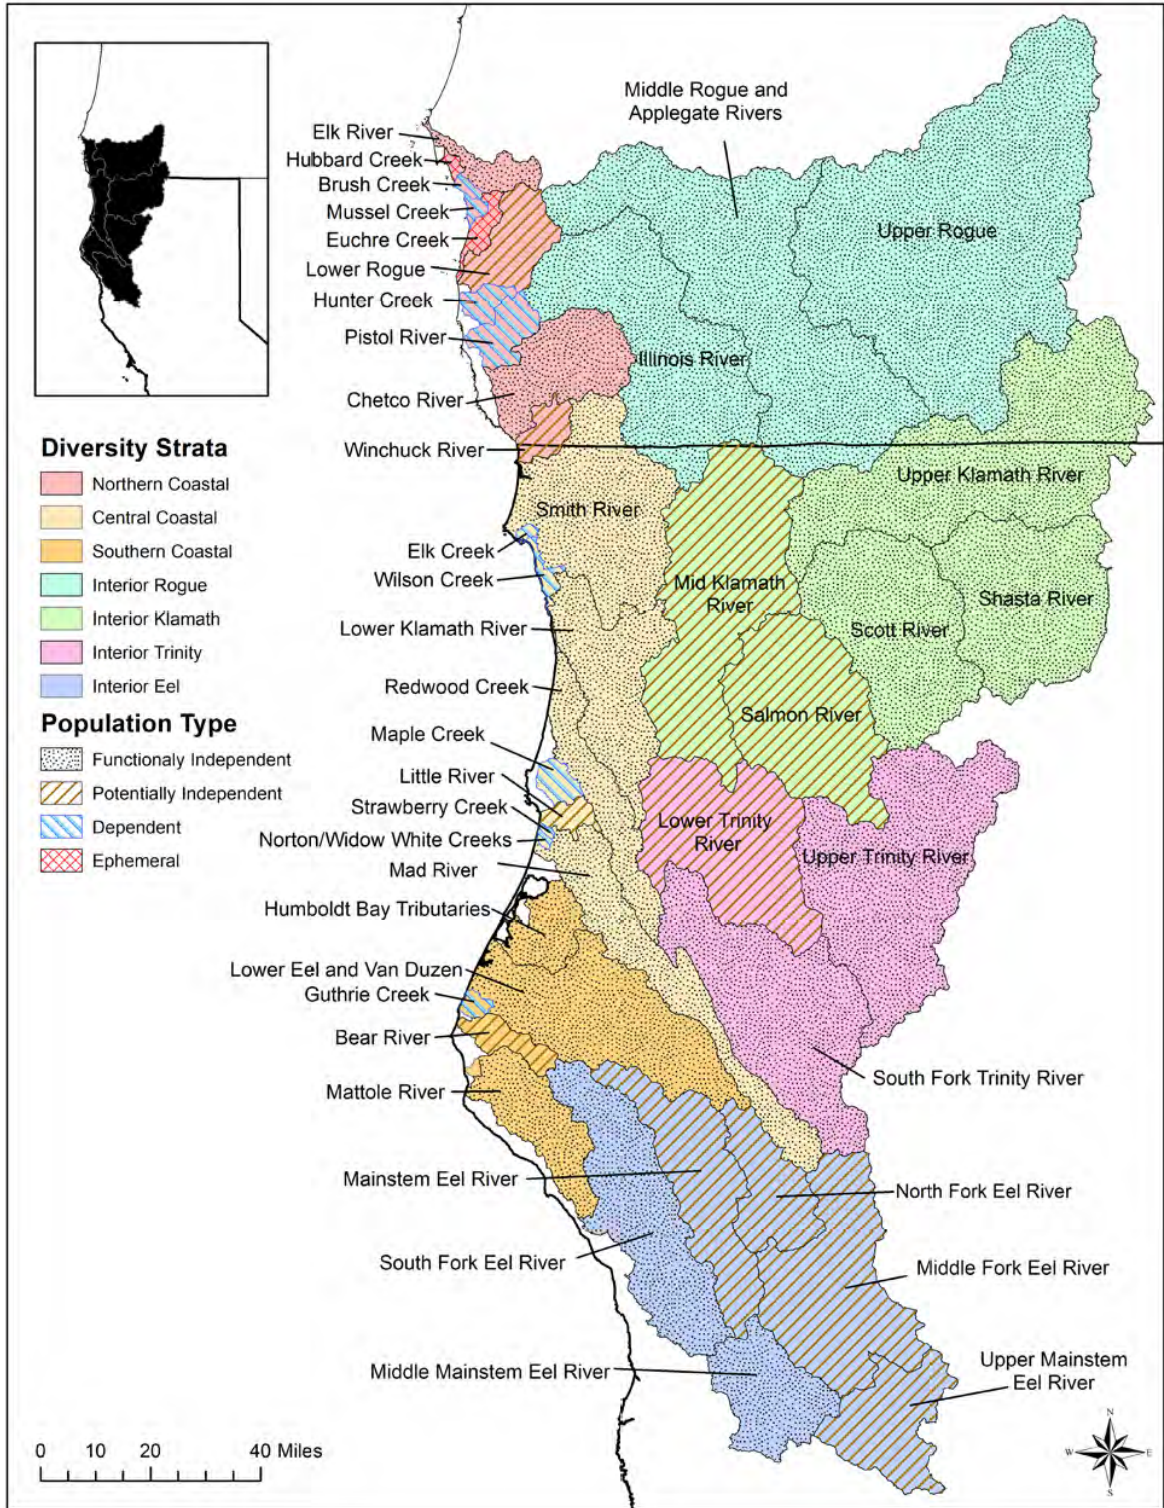 Middle Rogue and
Applegate Rivers
Elk River
Hubbard Creek
Brush Creek
Mussel Creek
Euchre Creek
Lower Rogue
Hunter Creek
Pistol River
Chetco River
Winchuck River
Upper Rogue
Illinois River
Upper Klamath River
Smith River
Elk Creek
Wilson Creek
Mid Klamath
River
Shasta River
Scott River
Lower Klamath River
Redwood Creek
Salmon River
Maple Creek
Little River
Strawberry Creek
Norton/Widow White Creeks
Mad River
Lower Trinity
River
Upper Trinity River
Humboldt Bay Tributaries
Lower Eel and Van Duzen
Guthrie Creek
Bear River
Mattole River
South Fork Trinity River
Mainstem Eel River
North Fork Eel River
South Fork Eel River
Middle Fork Eel River
Middle Mainstem Eel River
Upper Mainstem
Eel River
Diversity Strata
Northern Coastal
Central Coastal
Southern Coastal
Interior Rogue
Interior Klamath
Interior Trinity
Interior Eel
Population Type
Functionaly Independent
Potentially Independent
Dependent
Ephemeral
0 10 20 40 Miles
N
W E
S